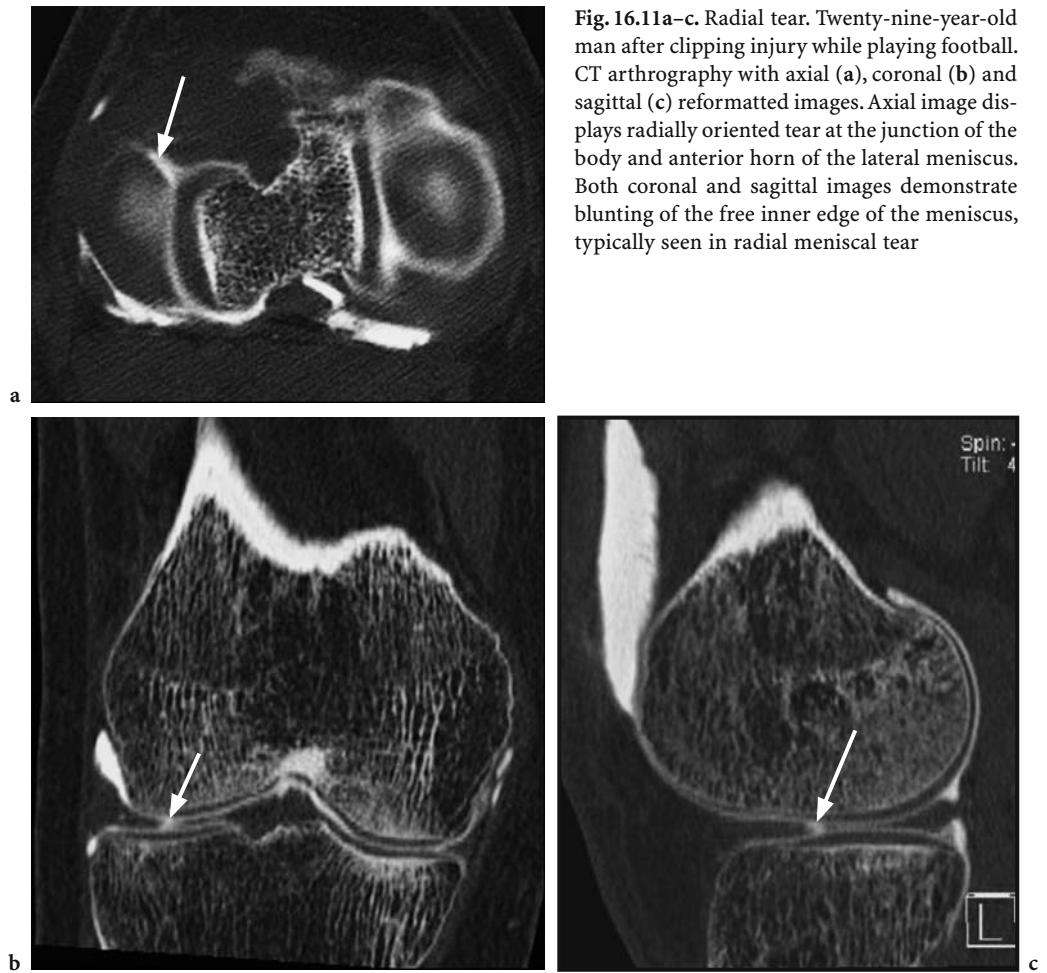 Fig. 16.11a–c. Radial tear. Twenty-nine-year-old
man after clipping injury while playing football.
CT arthrography with axial (a), coronal (b) and
sagittal (c) reformatted images. Axial image dis-
plays radially oriented tear at the junction of the
body and anterior horn of the lateral meniscus.
Both coronal and sagittal images demonstrate
blunting of the free inner edge of the meniscus,
typically seen in radial meniscal tear
a
Spin: -
Tilt: 4
L
b
c